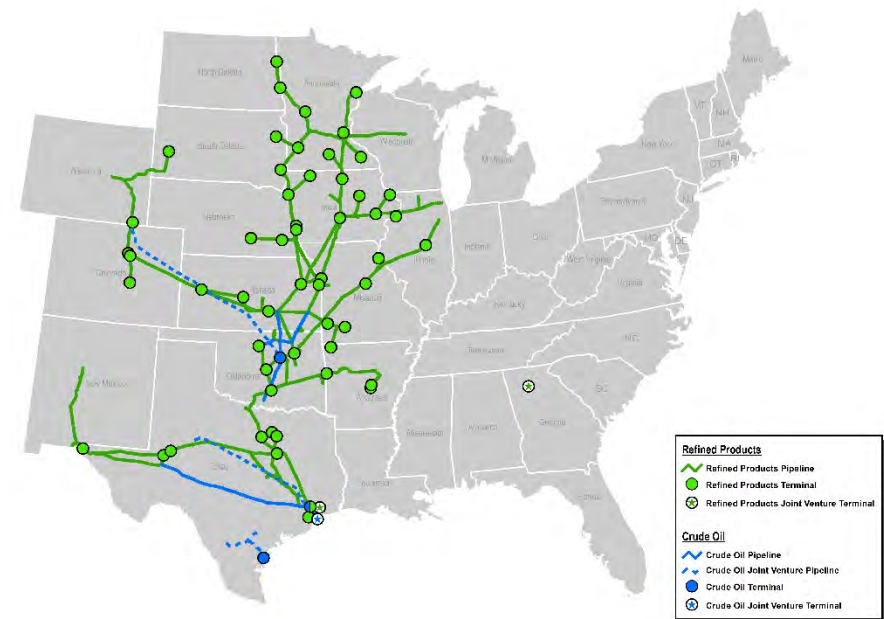 Maine
North Dakota
Minnesota
VT
NH
South Dakota
Wisconsin
New York
MA
CT
RI
Michigan
Wyoming
Iowa
Pennsylvania
NJ
Nebraska
Ohio
MD
DE
Illinois
Indiana
West Virginia
Colorado
Virginia
Kansas
Missouri
Kentucky
NC
Tennessee
Oklahoma
Arkansas
SC
New Mexico
Mississippi
Alabama
Georgia
Texas
Louisiana
Florida
Refined Products
Refined Products Pipeline
Refined Products Terminal
Refined Products Joint Venture Terminal
Crude Oil
Crude Oil Pipeline
Crude Oil Joint Venture Pipeline
Crude Oil Terminal
Crude Oil Joint Venture Terminal